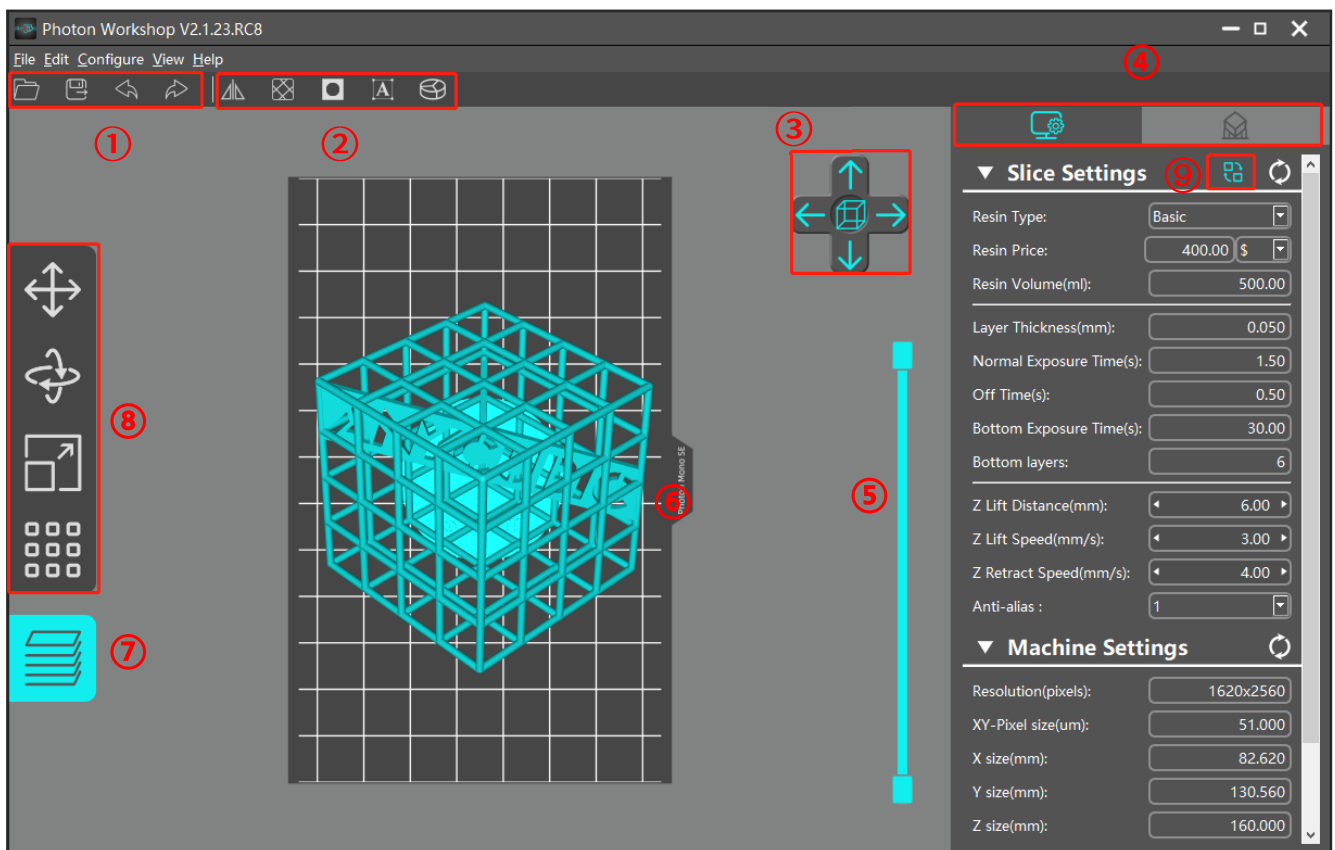 Photon Workshop V2.1.23.RC8
File Edit Configure View Help
④
① ② ③
A
▼ Slice Settings ⑨
Resin Type: Basic
Resin Price: 400.00 $
Resin Volume(ml): 500.00
Layer Thickness(mm): 0.050
Normal Exposure Time(s): 1.50
Off Time(s): 0.50
Bottom Exposure Time(s): 30.00
Bottom layers: 6
Z Lift Distance(mm): 6.00
Z Lift Speed(mm/s): 3.00
Z Retract Speed(mm/s): 4.00
Anti-alias : 1
▼ Machine Settings
Resolution(pixels): 1620x2560
XY-Pixel size(um): 51.000
X size(mm): 82.620
Y size(mm): 130.560
Z size(mm): 160.000
⑧
⑤
⑥
Photon Mono SE
⑦